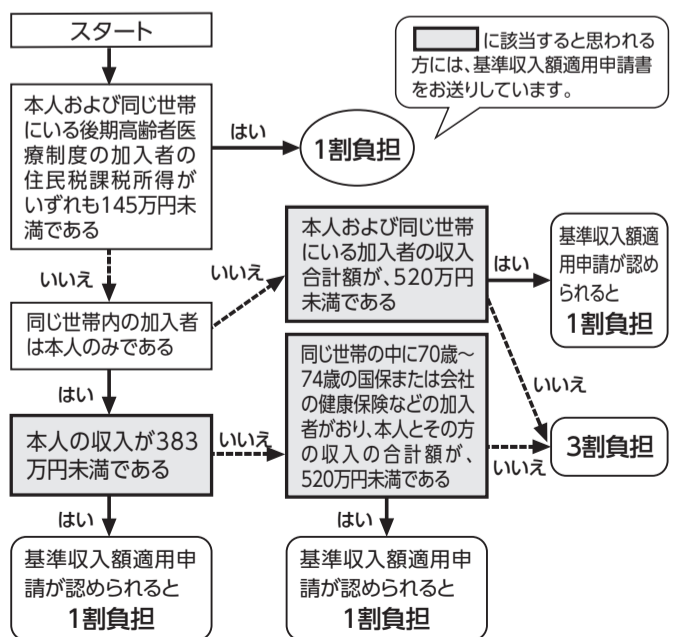 スタート
に該当すると思われる
方には、基準収入額適用申請書
をお送りしています。
本人および同じ世帯
にいる後期高齢者医
療制度の加入者の
住民税課税所得が
いずれも145万円未
満である
はい
1割負担
いいえ
同じ世帯内の加入者
は本人のみである
いいえ
本人および同じ世帯
にいる加入者の収入
合計額が、520万円
未満である
はい
基準収入額適
用申請が認め
られると
1割負担
いいえ
はい
本人の収入が383
万円未満である
いいえ
同じ世帯の中に70歳〜
74歳の国保または会社
の健康保険などの加入
者がおり、本人とその方
の収入の合計額が、
520万円未満である
いいえ
3割負担
はい
基準収入額適用申
請が認められると
1割負担
はい
基準収入額適用申
請が認められると
1割負担